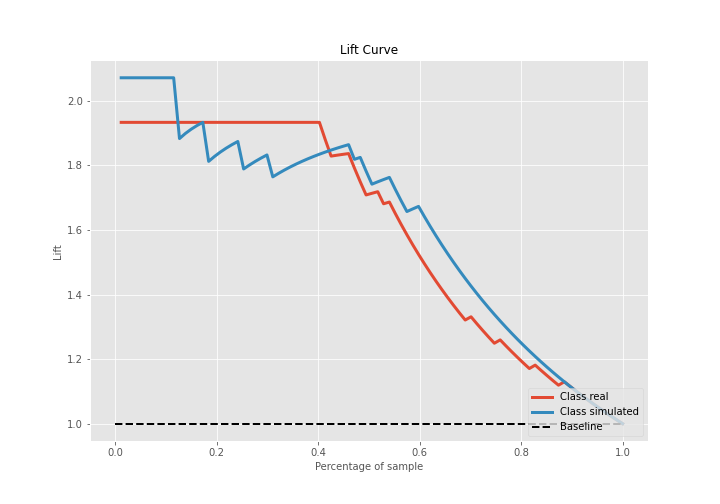 Lift Curve
2.0
1.8
1.6
1.4
1.2
1.0
Lift
0.0 0.2 0.4 0.6 0.8 1.0
Percentage of sample
Class real
Class simulated
Baseline